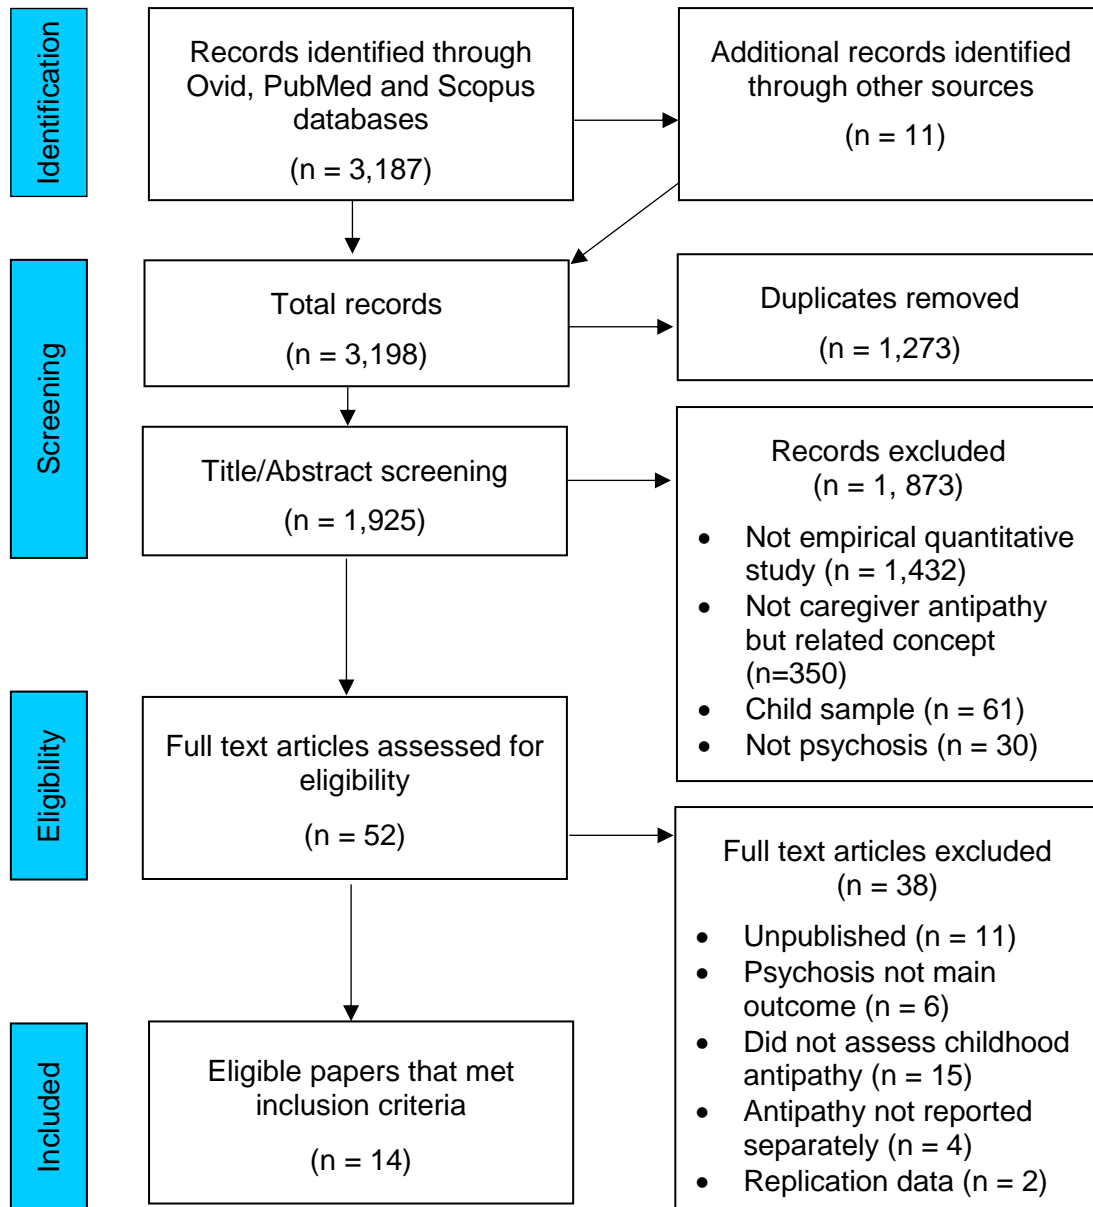 Identification
Records identified through
Ovid, PubMed and Scopus
databases
(n = 3,187)
Additional records identified
through other sources
(n = 11)
Screening
Total records
(n = 3,198)
Duplicates removed
(n = 1,273)
Title/Abstract screening
(n = 1,925)
Records excluded
(n = 1, 873)
• Not empirical quantitative
study (n = 1,432)
• Not caregiver antipathy
but related concept
(n=350)
• Child sample (n = 61)
• Not psychosis (n = 30)
Eligibility
Full text articles assessed for
eligibility
(n = 52)
Full text articles excluded
(n = 38)
• Unpublished (n = 11)
• Psychosis not main
outcome (n = 6)
• Did not assess childhood
antipathy (n = 15)
• Antipathy not reported
separately (n = 4)
• Replication data (n = 2)
Included
Eligible papers that met
inclusion criteria
(n = 14)